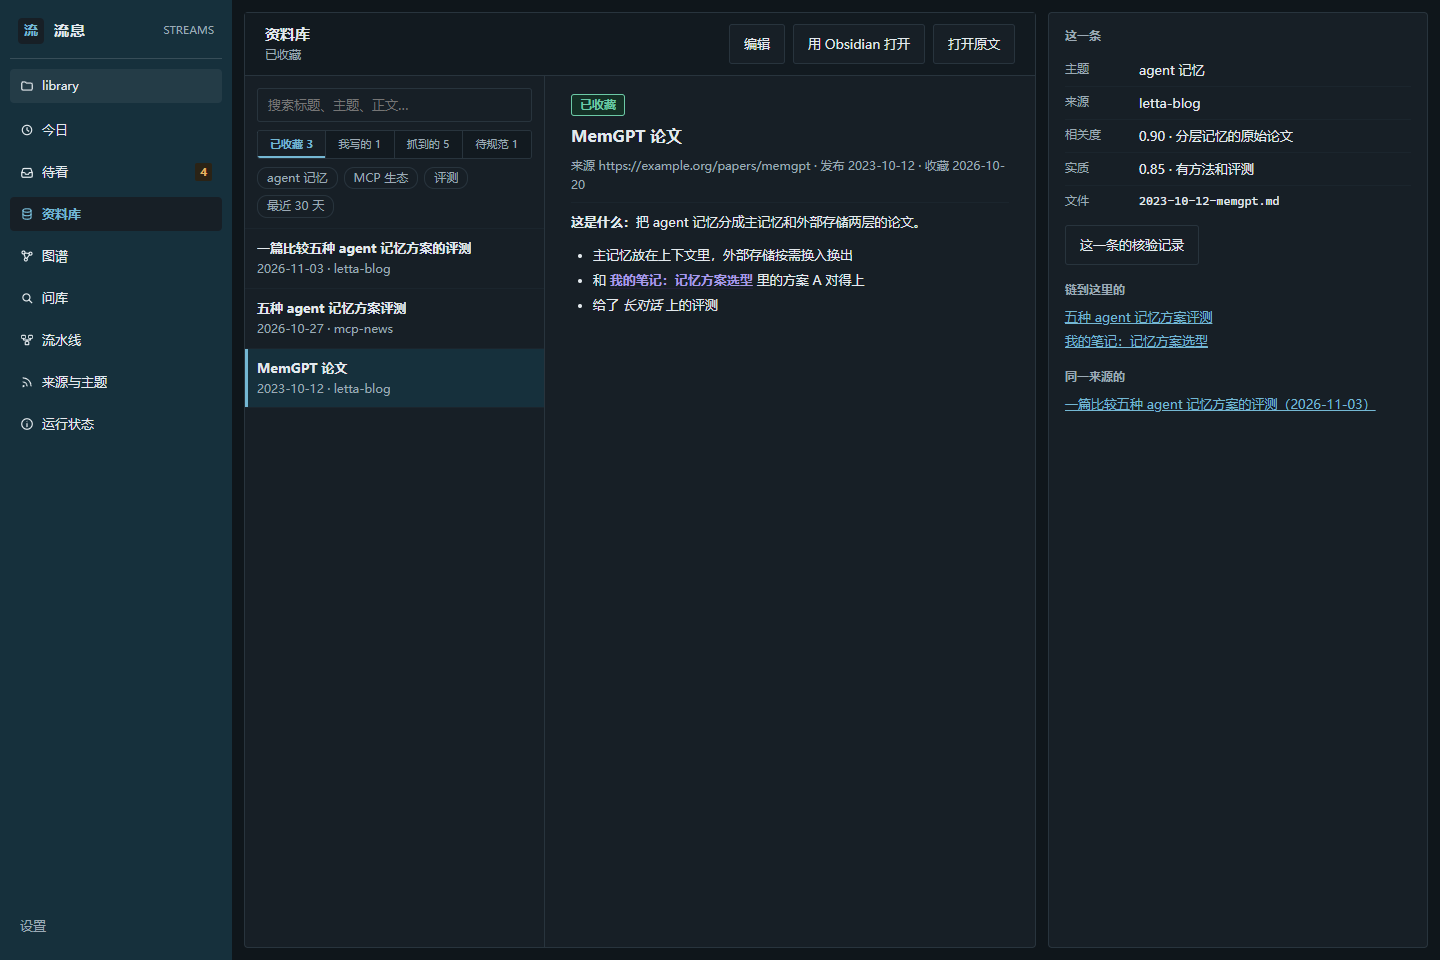 流 流息 STREAMS
library
今日
待看 4
资料库
图谱
问库
流水线
来源与主题
运行状态
设置
资料库
已收藏
编辑 用 Obsidian 打开 打开原文
搜索标题、主题、正文...
已收藏 3 我写的 1 抓到的 5 待规范 1
agent 记忆 MCP 生态 评测
最近 30 天
一篇比较五种 agent 记忆方案的评测
2026-11-03 · letta-blog
五种 agent 记忆方案评测
2026-10-27 · mcp-news
MemGPT 论文
2023-10-12 · letta-blog
已收藏
MemGPT 论文
来源 https://example.org/papers/memgpt · 发布 2023-10-12 · 收藏 2026-10-
20
这是什么：把 agent 记忆分成主记忆和外部存储两层的论文。
• 主记忆放在上下文里，外部存储按需换入换出
• 和 我的笔记：记忆方案选型 里的方案 A 对得上
• 给了 长对话 上的评测
这一条
主题 agent 记忆
来源 letta-blog
相关度 0.90 · 分层记忆的原始论文
实质 0.85 · 有方法和评测
文件 2023-10-12-memgpt.md
这一条的核验记录
链到这里的
五种 agent 记忆方案评测
我的笔记：记忆方案选型
同一来源的
一篇比较五种 agent 记忆方案的评测（2026-11-03）